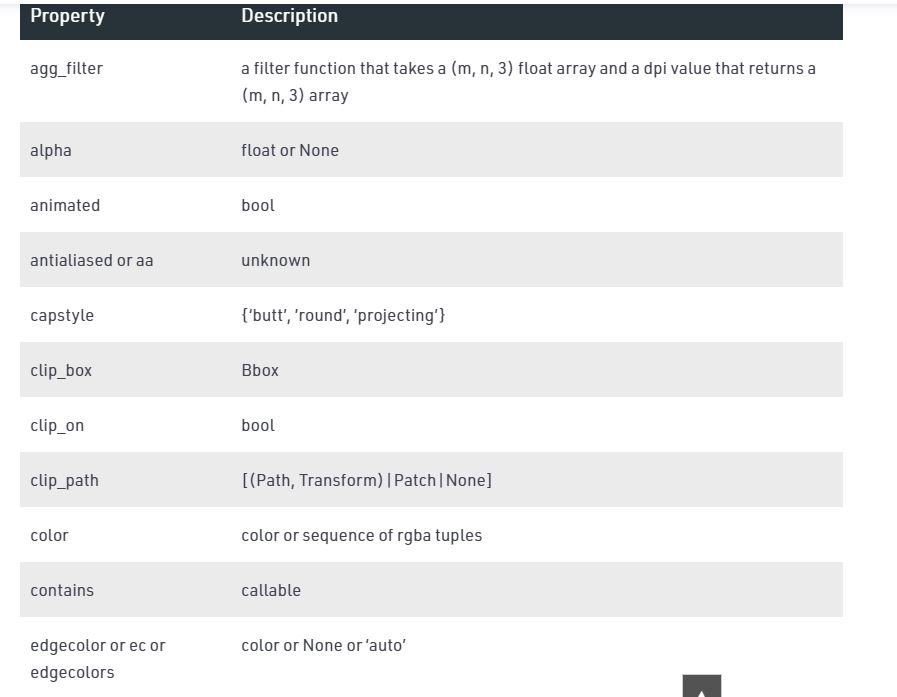 Property Description
agg_filter a filter function that takes a (m, n, 3) float array and a dpi value that returns a
(m, n, 3) array
alpha float or None
animated bool
antialiased or aa unknown
capstyle {‘butt’, ‘round’, ‘projecting’}
clip_box Bbox
clip_on bool
clip_path [(Path, Transform)|Patch|None]
color color or sequence of rgba tuples
contains callable
edgecolor or ec or color or None or ‘auto’
edgecolors